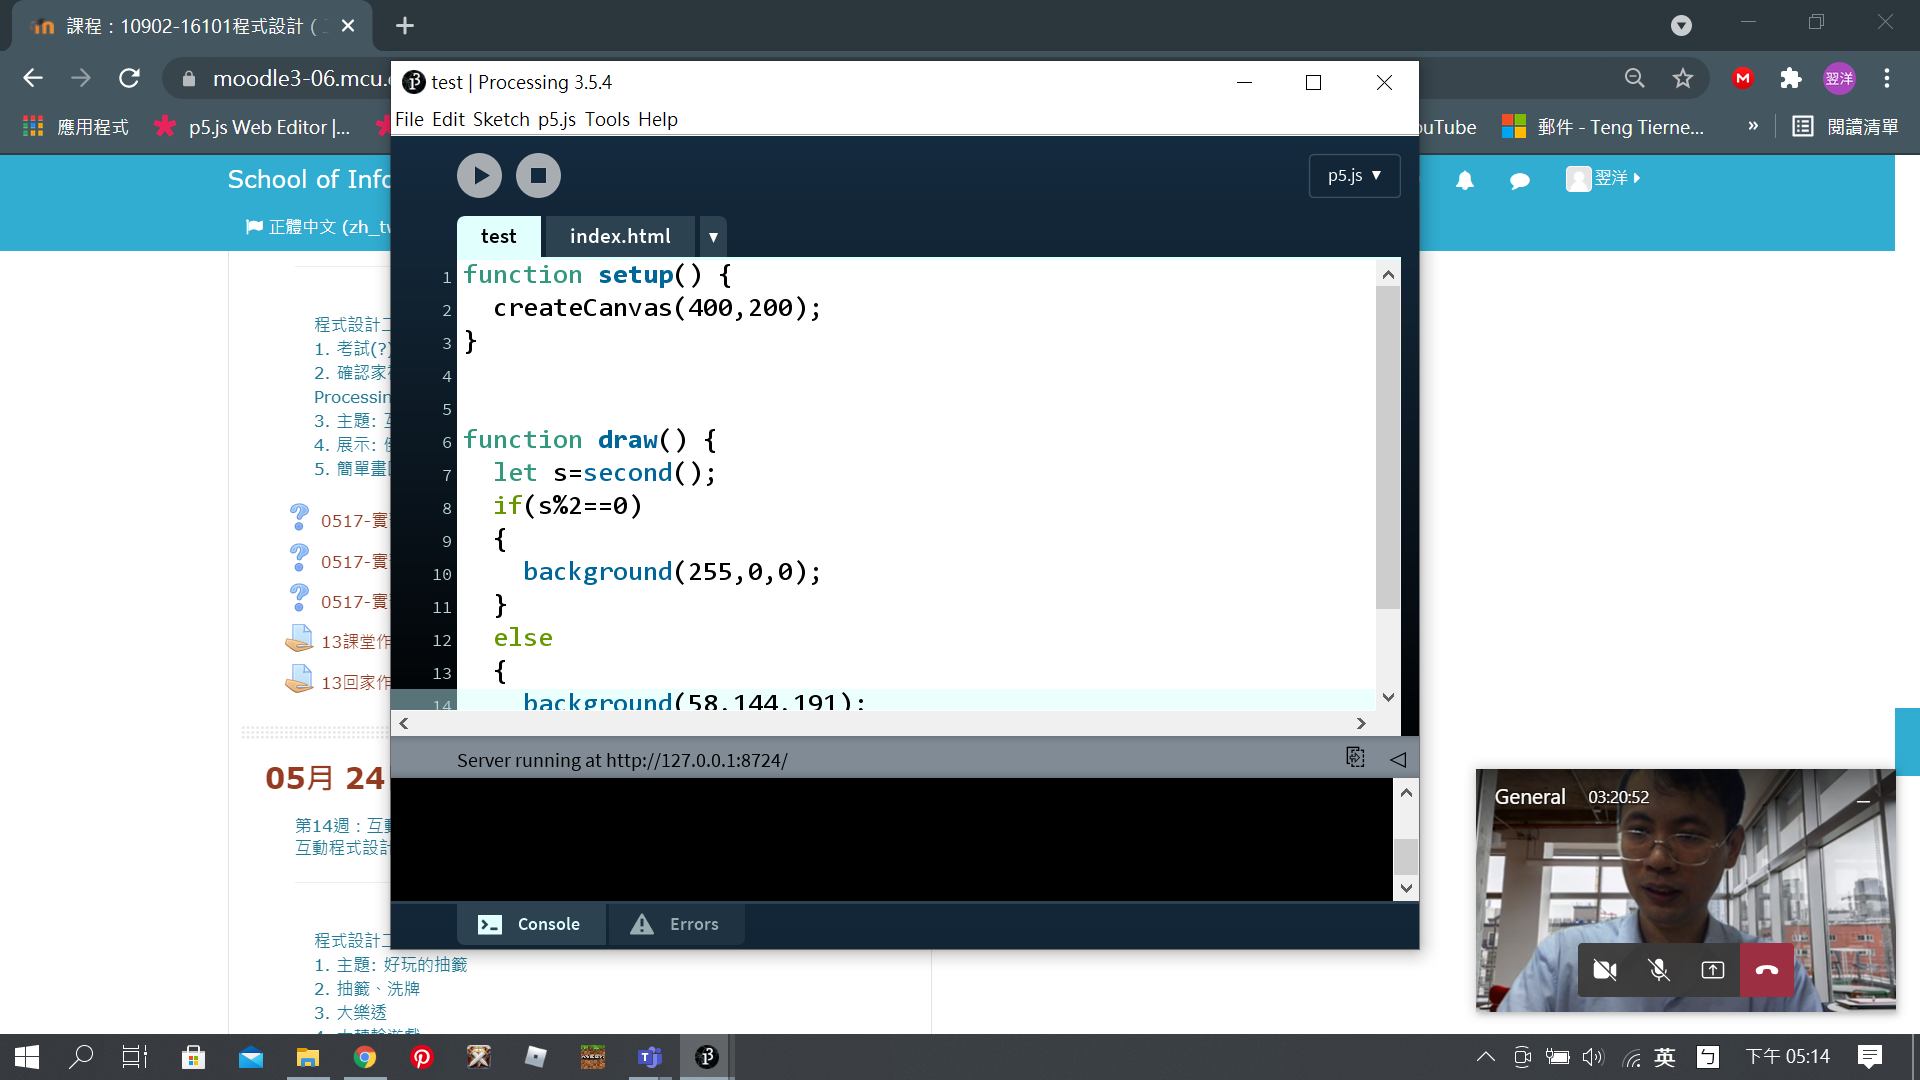 課程：10902-16101程式設計 (
moodle3-06.mcu.
翌洋
應用程式
p5.js Web Editor |...
ouTube
郵件 - Teng Tierne...
»
閱讀清單
test | Processing 3.5.4
File Edit Sketch p5.js Tools Help
School of Info
翌洋
正體中文 (zh_tw
p5.js ▼
test
index.html
▼
1 function setup() {
2 createCanvas(400,200);
3 }
4
5
6 function draw() {
7 let s=second();
8 if(s%2==0)
9 {
10 background(255,0,0);
11 }
12 else
13 {
14 background(58,144,191);
程式設計二
1. 考試(?)
2. 確認家
Processin
3. 主題: 互
4. 展示:
5. 簡單畫
0517-實
0517-實
0517-實
13課堂作
13回家作
05月 24
第14週：互動
互動程式設計
程式設計二
1. 主題: 好玩的抽籤
2. 抽籤、洗牌
3. 大樂透
Server running at http://127.0.0.1:8724/
Console
Errors
General
03:20:52
英
下午 05:14